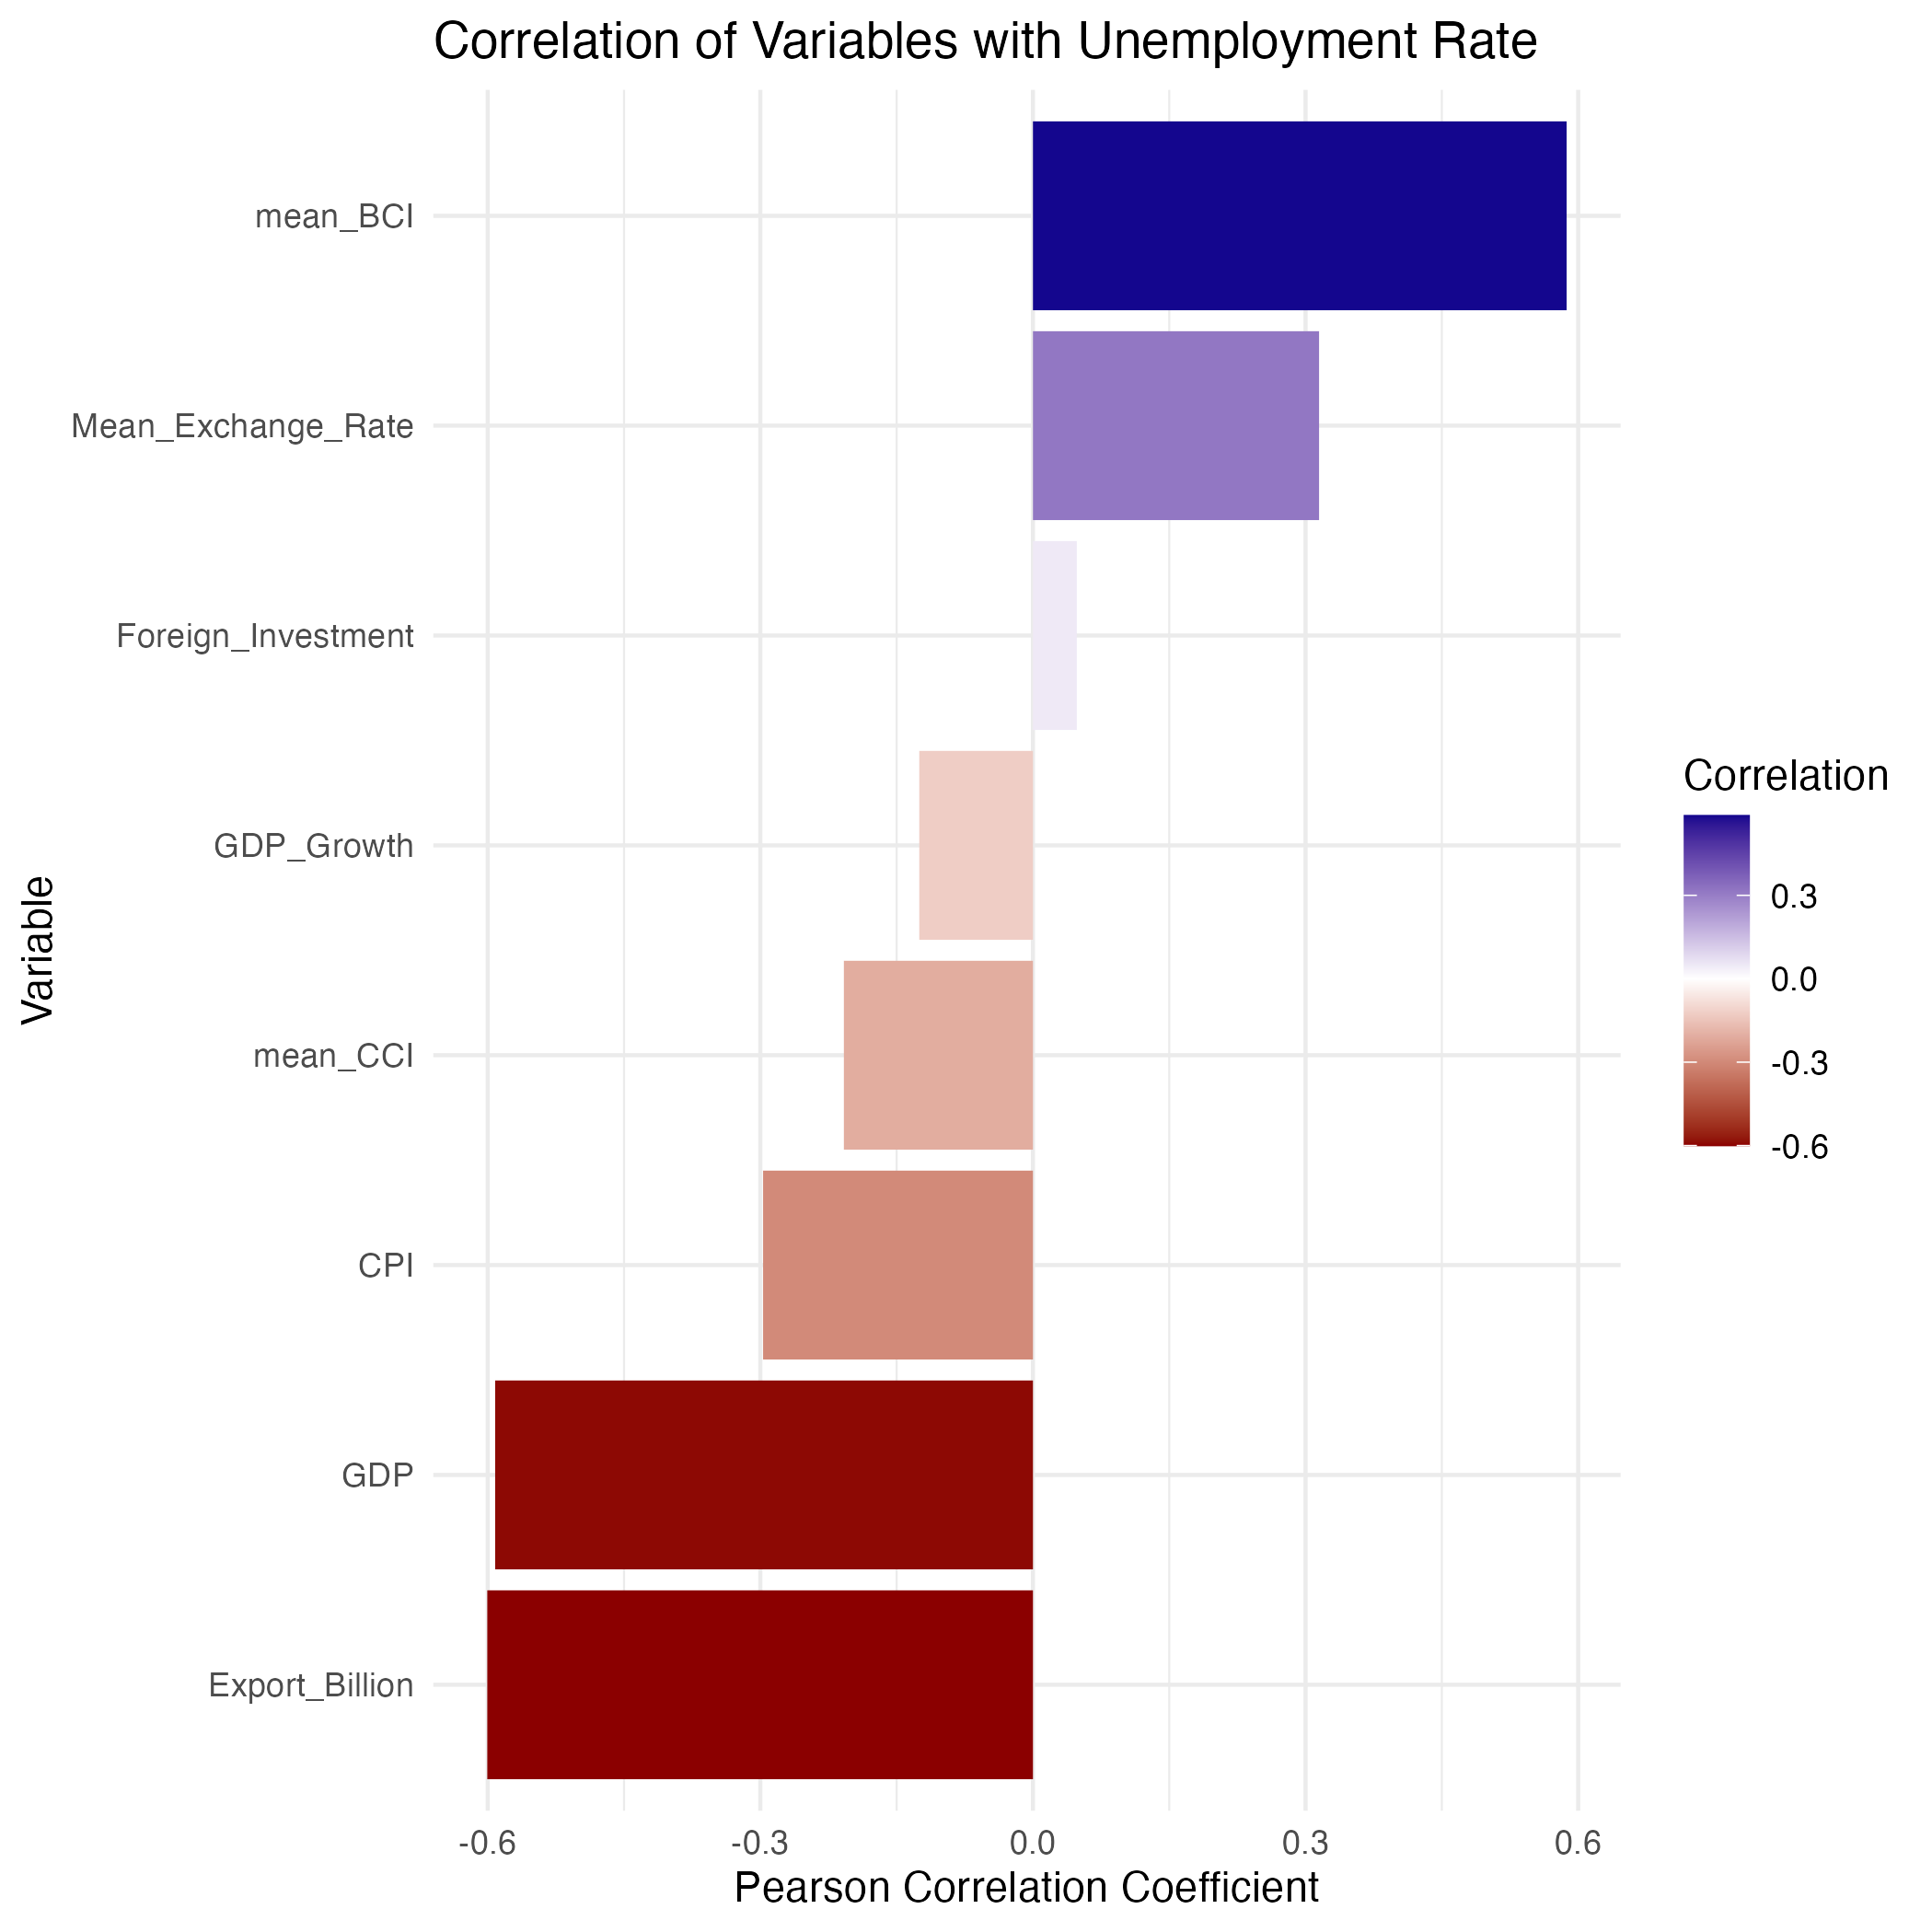 Correlation of Variables with Unemployment Rate
mean_BCI
Mean_Exchange_Rate
Foreign_Investment
GDP_Growth
mean_CCI
CPI
GDP
Export_Billion
Variable
-0.6
-0.3
0.0
0.3
0.6
Pearson Correlation Coefficient
Correlation
0.3
0.0
-0.3
-0.6